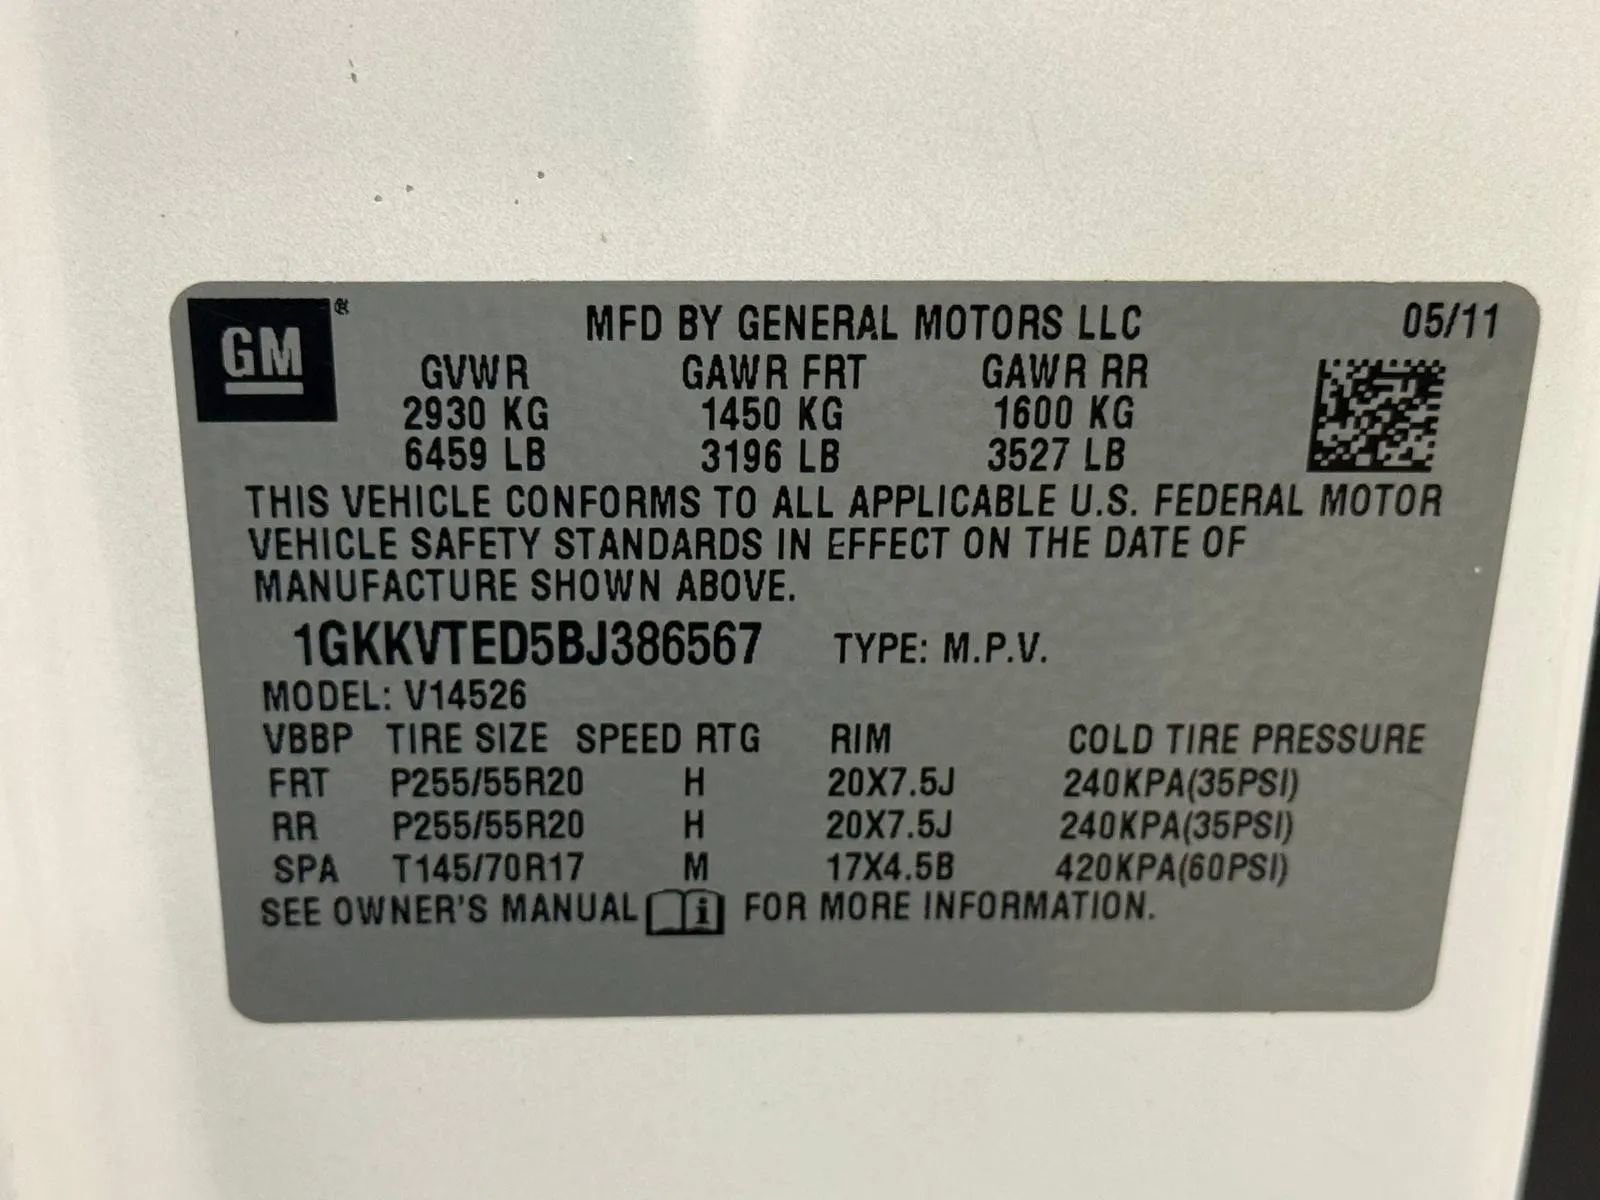 GM ®
MFD BY GENERAL MOTORS LLC 05/11
GVWR GAWR FRT GAWR RR
2930 KG 1450 KG 1600 KG
6459 LB 3196 LB 3527 LB
THIS VEHICLE CONFORMS TO ALL APPLICABLE U.S. FEDERAL MOTOR
VEHICLE SAFETY STANDARDS IN EFFECT ON THE DATE OF
MANUFACTURE SHOWN ABOVE.
1GKKVTED5BJ386567 TYPE: M.P.V.
MODEL: V14526
VBBP TIRE SIZE SPEED RTG RIM COLD TIRE PRESSURE
FRT P255/55R20 H 20X7.5J 240KPA(35PSI)
RR P255/55R20 H 20X7.5J 240KPA(35PSI)
SPA T145/70R17 M 17X4.5B 420KPA(60PSI)
SEE OWNER'S MANUAL i FOR MORE INFORMATION.